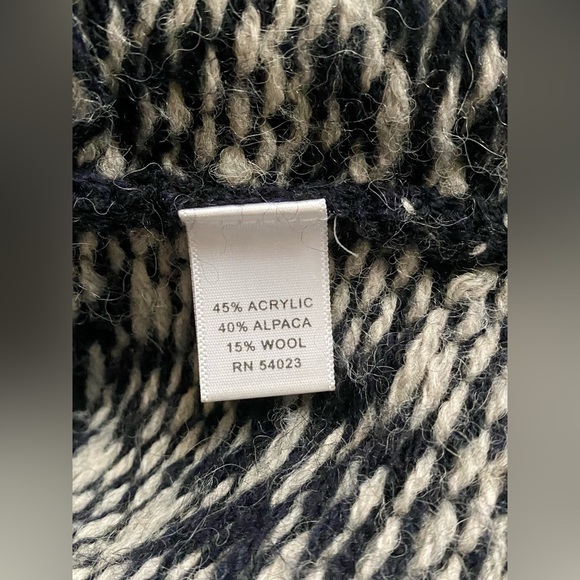 45% ACRYLIC
40% ALPACA
15% WOOL
RN 54023